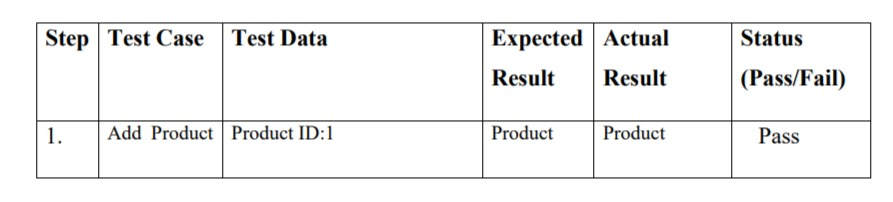 Step Test Case Test Data Expected Result Actual Result Status (Pass/Fail)
1. Add Product Product ID:1 Product Product Pass